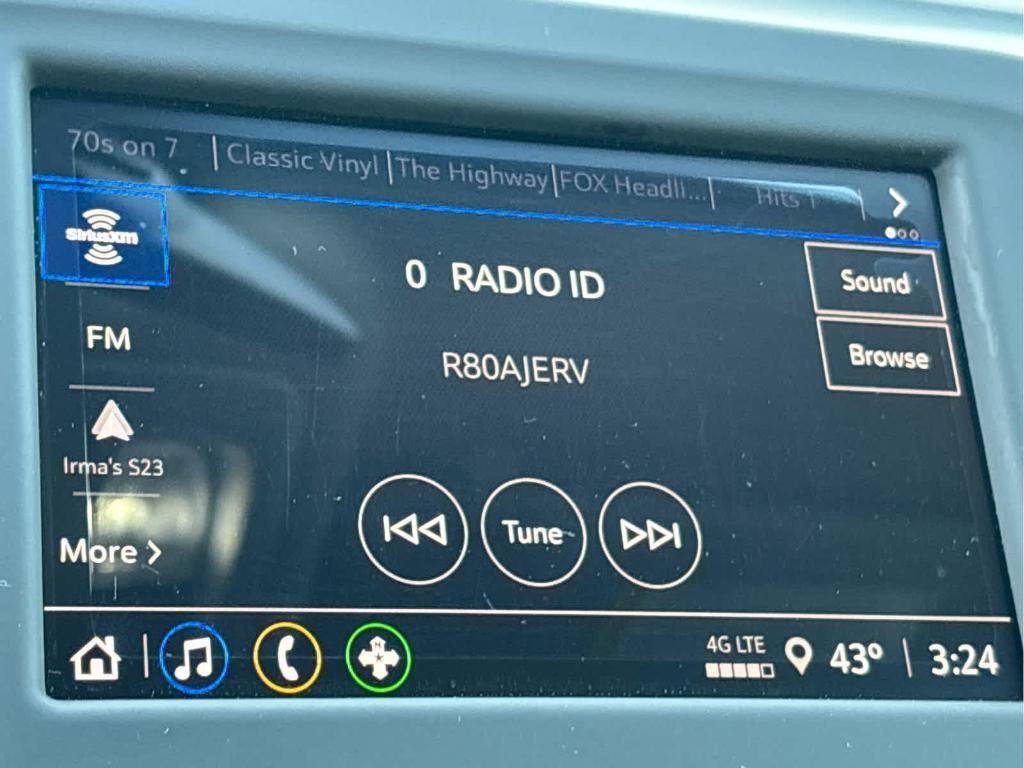 70s on 7 | Classic Vinyl | The Highway | FOX Headli... | Hits 1
SiriusXM
0 RADIO ID
Sound
FM
R80AJERV
Browse
Irma's S23
Tune
More >
N
4G LTE 43° | 3:24